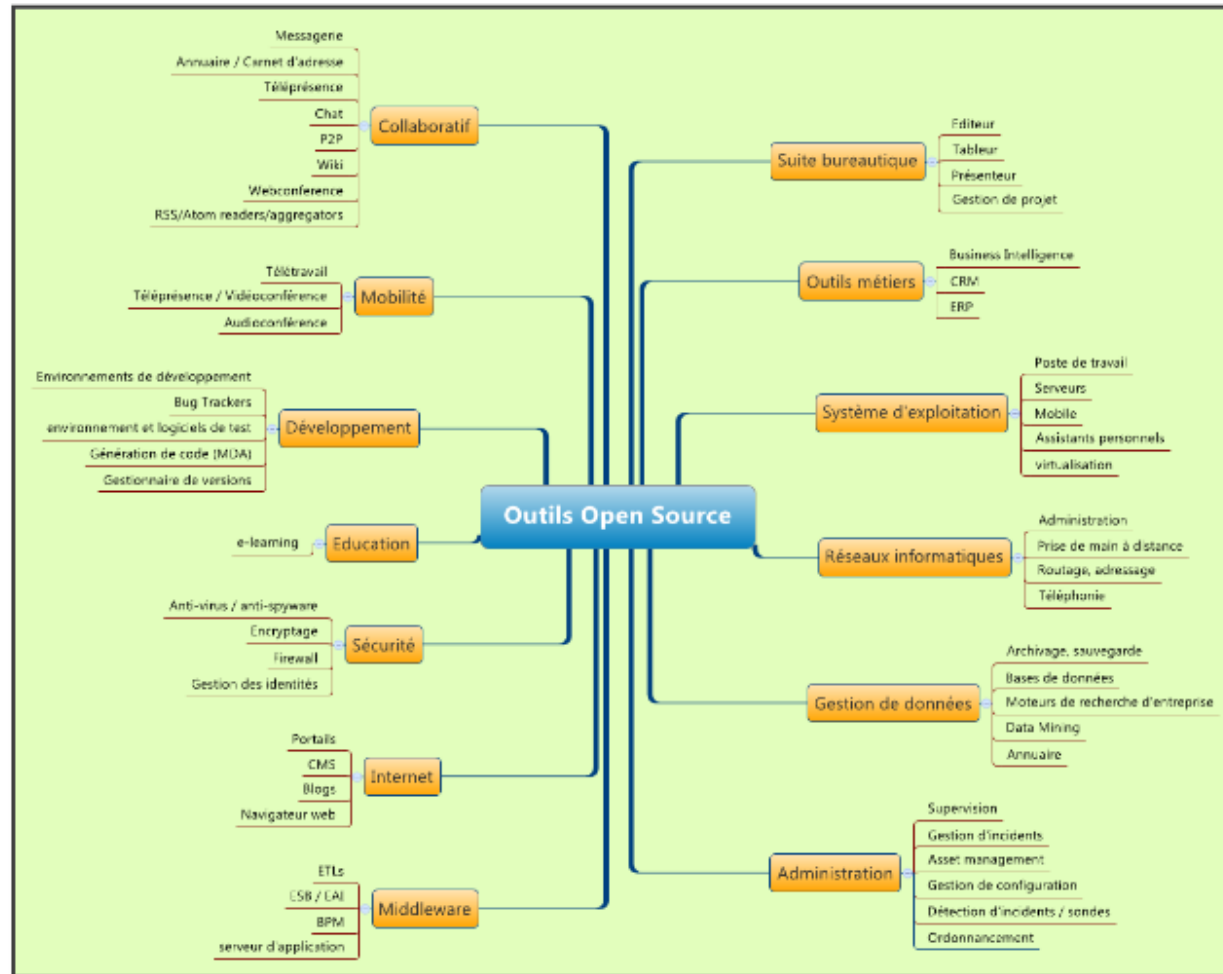 Messagerie
Annuaire / Carnet d'adresse
Téléprésence
Chat
P2P
Wiki
Webconference
RSS/Atom readers/aggregators
Collaboratif
Télétravail
Téléprésence / Vidéoconférence
Audioconférence
Mobilité
Environnements de développement
Bug Trackers
environnement et logiciels de test
Génération de code (MDA)
Gestionnaire de versions
Développement
e-learning
Education
Anti-virus / anti-spyware
Encryptage
Firewall
Gestion des identités
Sécurité
Portails
CMS
Blogs
Navigateur web
Internet
ETLs
ESB / EAI
BPM
serveur d'application
Middleware
Outils Open Source
Suite bureautique
Editeur
Tableur
Présenteur
Gestion de projet
Outils métiers
Business Intelligence
CRM
ERP
Système d'exploitation
Poste de travail
Serveurs
Mobile
Assistants personnels
virtualisation
Réseaux informatiques
Administration
Prise de main à distance
Routage, adressage
Téléphonie
Gestion de données
Archivage, sauvegarde
Bases de données
Moteurs de recherche d'entreprise
Data Mining
Annuaire
Administration
Supervision
Gestion d'incidents
Asset management
Gestion de configuration
Détection d'incidents / sondes
Ordonnancement